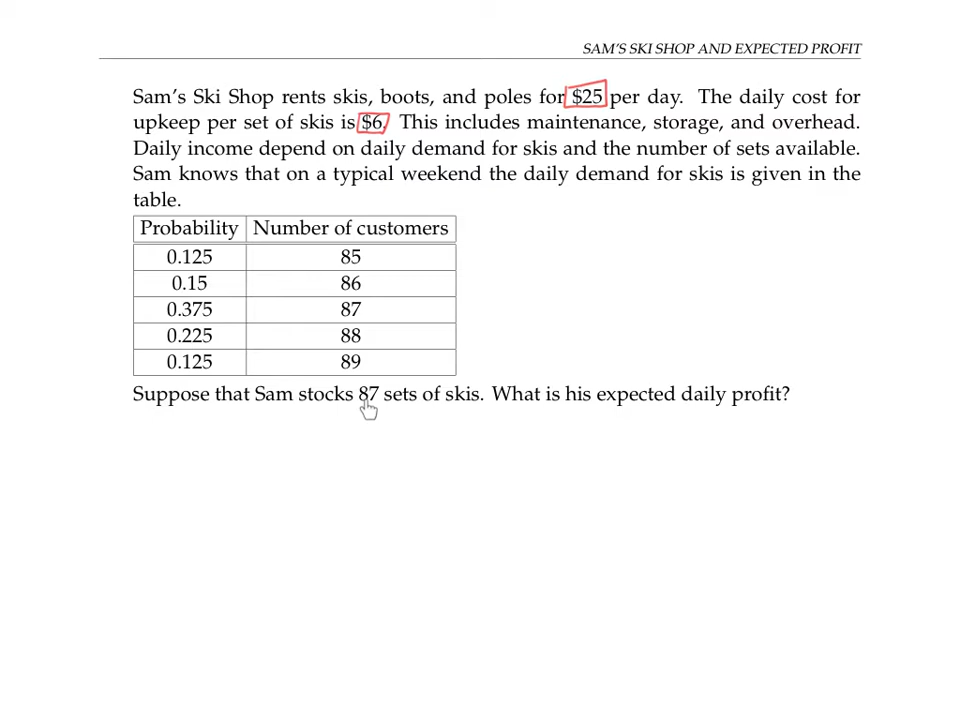 SAM'S SKI SHOP AND EXPECTED PROFIT
Sam's Ski Shop rents skis, boots, and poles for $25 per day. The daily cost for
upkeep per set of skis is $6. This includes maintenance, storage, and overhead.
Daily income depend on daily demand for skis and the number of sets available.
Sam knows that on a typical weekend the daily demand for skis is given in the
table.
Probability Number of customers
0.125 85
0.15 86
0.375 87
0.225 88
0.125 89
Suppose that Sam stocks 87 sets of skis. What is his expected daily profit?